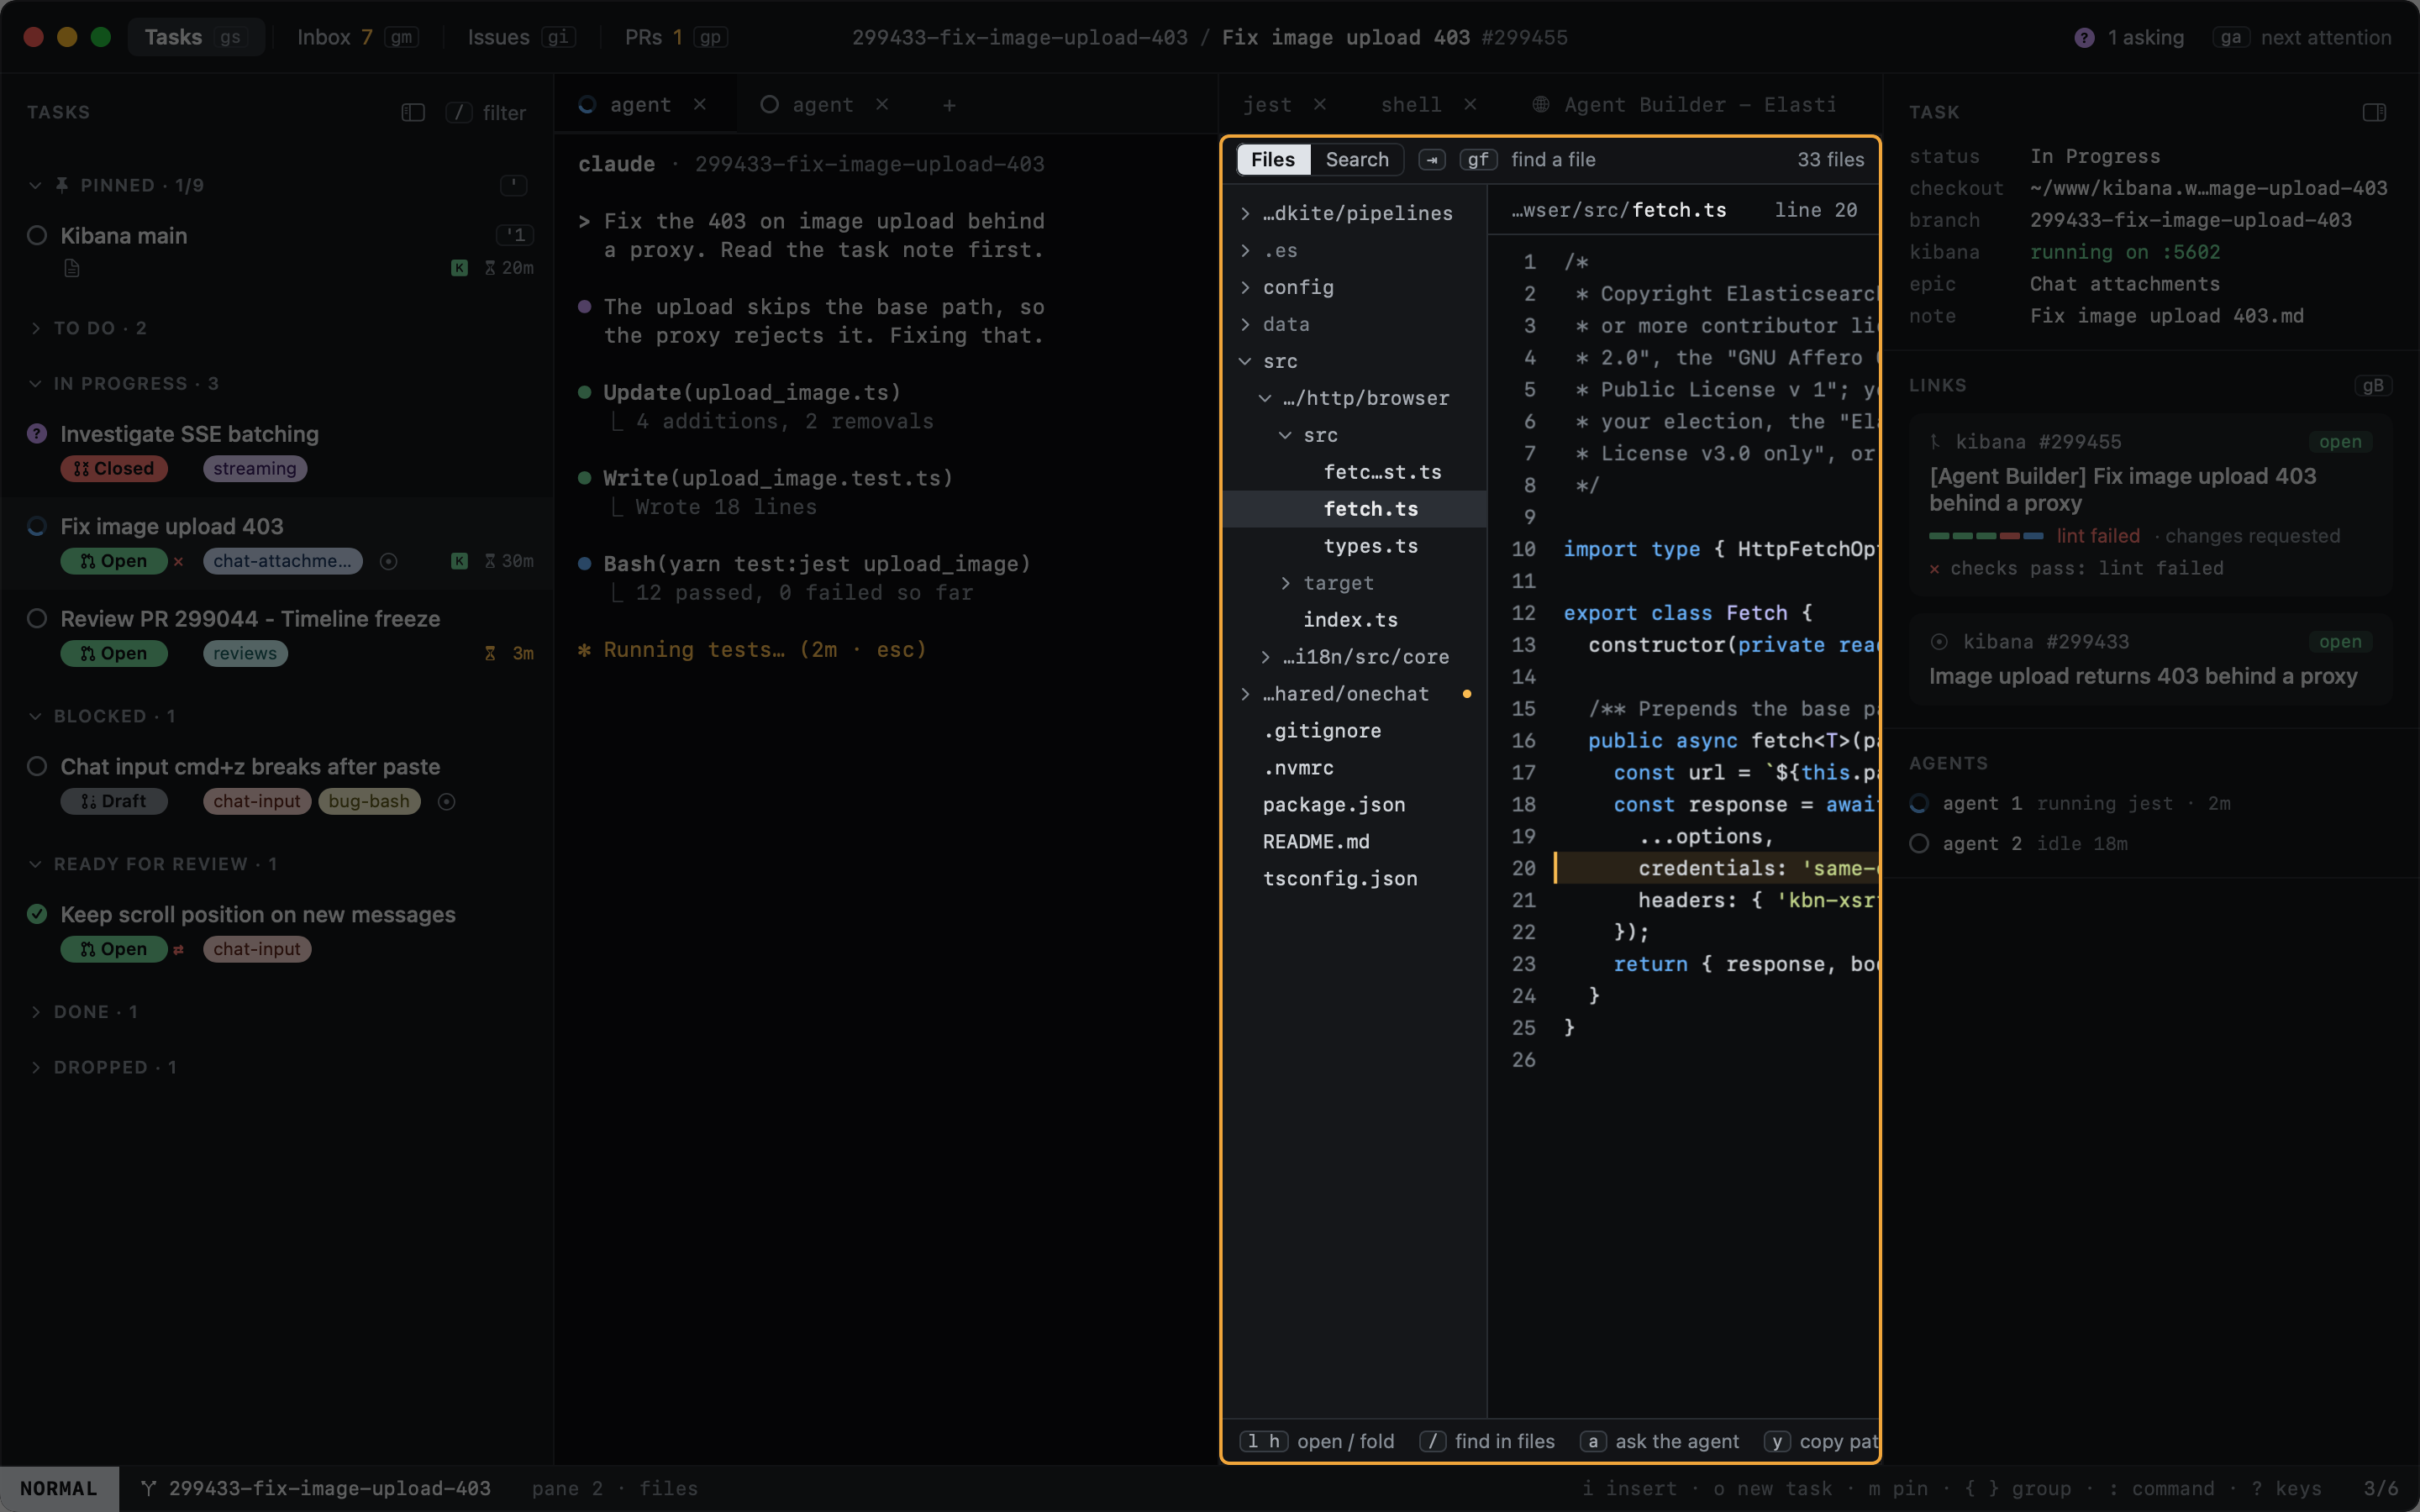 Tasks gs
Inbox 7 gm
Issues gi
PRs 1 gp
299433-fix-image-upload-403 / Fix image upload 403 #299455
? 1 asking
ga next attention
TASKS
/ filter
PINNED · 1/9 '
Kibana main '1
K 20m
TO DO · 2
IN PROGRESS · 3
? Investigate SSE batching
Closed streaming
Fix image upload 403
Open × chat-attachme… K 30m
Review PR 299044 - Timeline freeze
Open reviews 3m
BLOCKED · 1
Chat input cmd+z breaks after paste
Draft chat-input bug-bash
READY FOR REVIEW · 1
Keep scroll position on new messages
Open chat-input
DONE · 1
DROPPED · 1
agent ×
agent ×
+
claude · 299433-fix-image-upload-403
> Fix the 403 on image upload behind
a proxy. Read the task note first.
The upload skips the base path, so
the proxy rejects it. Fixing that.
Update(upload_image.ts)
⎿ 4 additions, 2 removals
Write(upload_image.test.ts)
⎿ Wrote 18 lines
Bash(yarn test:jest upload_image)
⎿ 12 passed, 0 failed so far
✻ Running tests… (2m · esc)
jest ×
shell ×
Agent Builder – Elasti
Files Search ⇥ gf find a file 33 files
…dkite/pipelines
.es
config
data
src
…/http/browser
src
fetc…st.ts
fetch.ts
types.ts
target
index.ts
…i18n/src/core
…hared/onechat
.gitignore
.nvmrc
package.json
README.md
tsconfig.json
…wser/src/fetch.ts line 20
1 /*
2 * Copyright Elasticsearc
3 * or more contributor li
4 * 2.0", the "GNU Affero
5 * Public License v 1"; y
6 * your election, the "El
7 * License v3.0 only", or
8 */
9
10 import type { HttpFetchOp
11
12 export class Fetch {
13 constructor(private rea
14
15 /** Prepends the base p
16 public async fetch<T>(p
17 const url = `${this.p
18 const response = awai
19 ...options,
20 credentials: 'same-
21 headers: { 'kbn-xsr
22 });
23 return { response, bo
24 }
25 }
26
l h open / fold / find in files a ask the agent y copy pat
TASK
status In Progress
checkout ~/www/kibana.w…mage-upload-403
branch 299433-fix-image-upload-403
kibana running on :5602
epic Chat attachments
note Fix image upload 403.md
LINKS gB
kibana #299455 open
[Agent Builder] Fix image upload 403
behind a proxy
lint failed · changes requested
× checks pass: lint failed
kibana #299433 open
Image upload returns 403 behind a proxy
AGENTS
agent 1 running jest · 2m
agent 2 idle 18m
NORMAL 299433-fix-image-upload-403 pane 2 · files
i insert · o new task · m pin · { } group · : command · ? keys 3/6